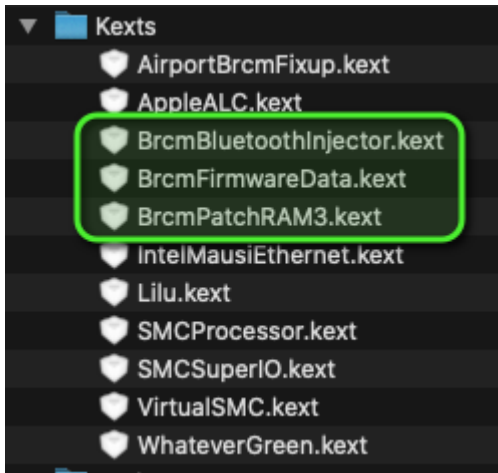 Kexts
AirportBrcmFixup.kext
AppleALC.kext
BrcmBluetoothInjector.kext
BrcmFirmwareData.kext
BrcmPatchRAM3.kext
IntelMausiEthernet.kext
Lilu.kext
SMCProcessor.kext
SMCSuperIO.kext
VirtualSMC.kext
WhateverGreen.kext